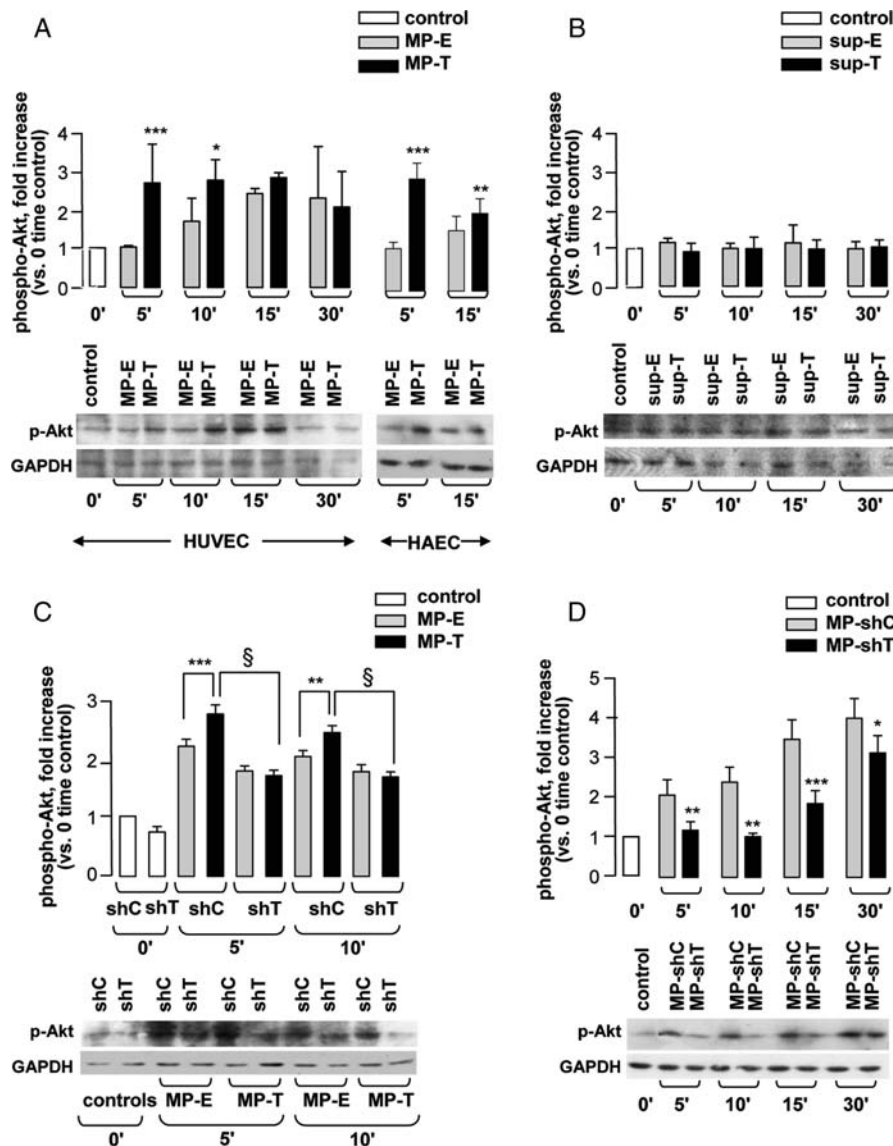 A
control
MP-E
MP-T
phospho-Akt, fold increase
(vs. 0 time control)
4
3
2
1
0
*** * *** **
0' 5' 10' 15' 30' 5' 15'
control MP-E MP-T MP-E MP-T MP-E MP-T MP-E MP-T MP-E MP-T MP-E MP-T
p-Akt
GAPDH
0' 5' 10' 15' 30' 5' 15'
HUVEC HAEC
B
control
sup-E
sup-T
phospho-Akt, fold increase
(vs. 0 time control)
4
3
2
1
0
0' 5' 10' 15' 30'
control sup-E sup-T sup-E sup-T sup-E sup-T sup-E sup-T
p-Akt
GAPDH
0' 5' 10' 15' 30'
C
control
MP-E
MP-T
phospho-Akt, fold increase
(vs. 0 time control)
3
2
1
0
*** § ** §
shC shT shC shT shC shT
0' 5' 10'
shC shT shC shT shC shT shC shT shC shT
p-Akt
GAPDH
controls MP-E MP-T MP-E MP-T
0' 5' 10'
D
control
MP-shC
MP-shT
phospho-Akt, fold increase
(vs. 0 time control)
5
4
3
2
1
0
** ** *** *
0' 5' 10' 15' 30'
control MP-shC MP-shT MP-shC MP-shT MP-shC MP-shT MP-shC MP-shT
p-Akt
GAPDH
0' 5' 10' 15' 30'